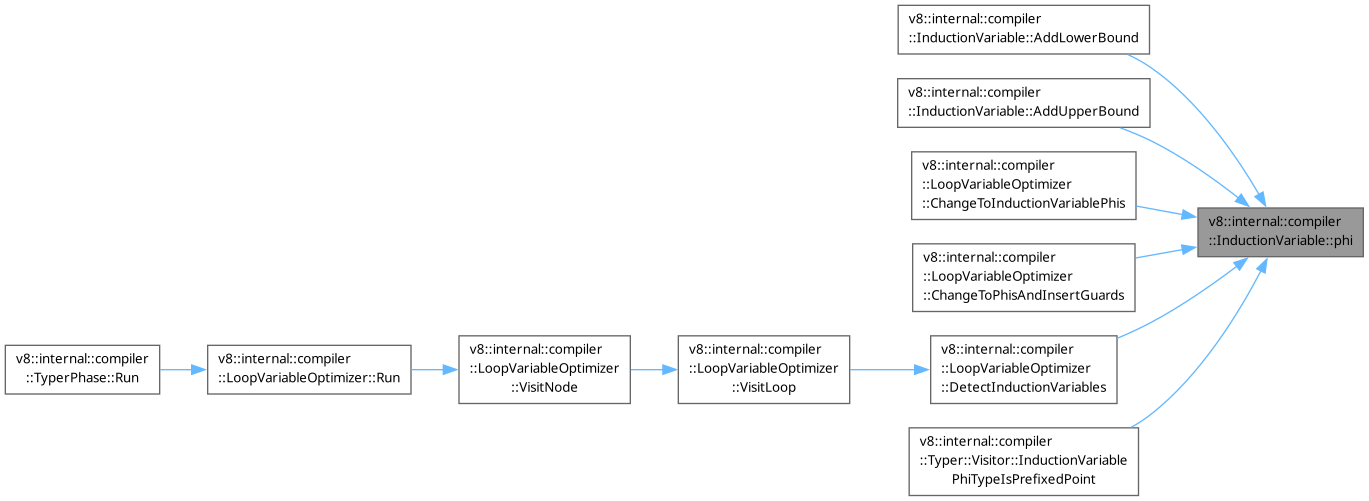 v8::internal::compiler
::InductionVariable::AddLowerBound
v8::internal::compiler
::InductionVariable::AddUpperBound
v8::internal::compiler
::LoopVariableOptimizer
::ChangeToInductionVariablePhis
v8::internal::compiler
::InductionVariable::phi
v8::internal::compiler
::LoopVariableOptimizer
::ChangeToPhisAndInsertGuards
v8::internal::compiler
::TyperPhase::Run
v8::internal::compiler
::LoopVariableOptimizer::Run
v8::internal::compiler
::LoopVariableOptimizer
::VisitNode
v8::internal::compiler
::LoopVariableOptimizer
::VisitLoop
v8::internal::compiler
::LoopVariableOptimizer
::DetectInductionVariables
v8::internal::compiler
::Typer::Visitor::InductionVariable
PhiTypeIsPrefixedPoint